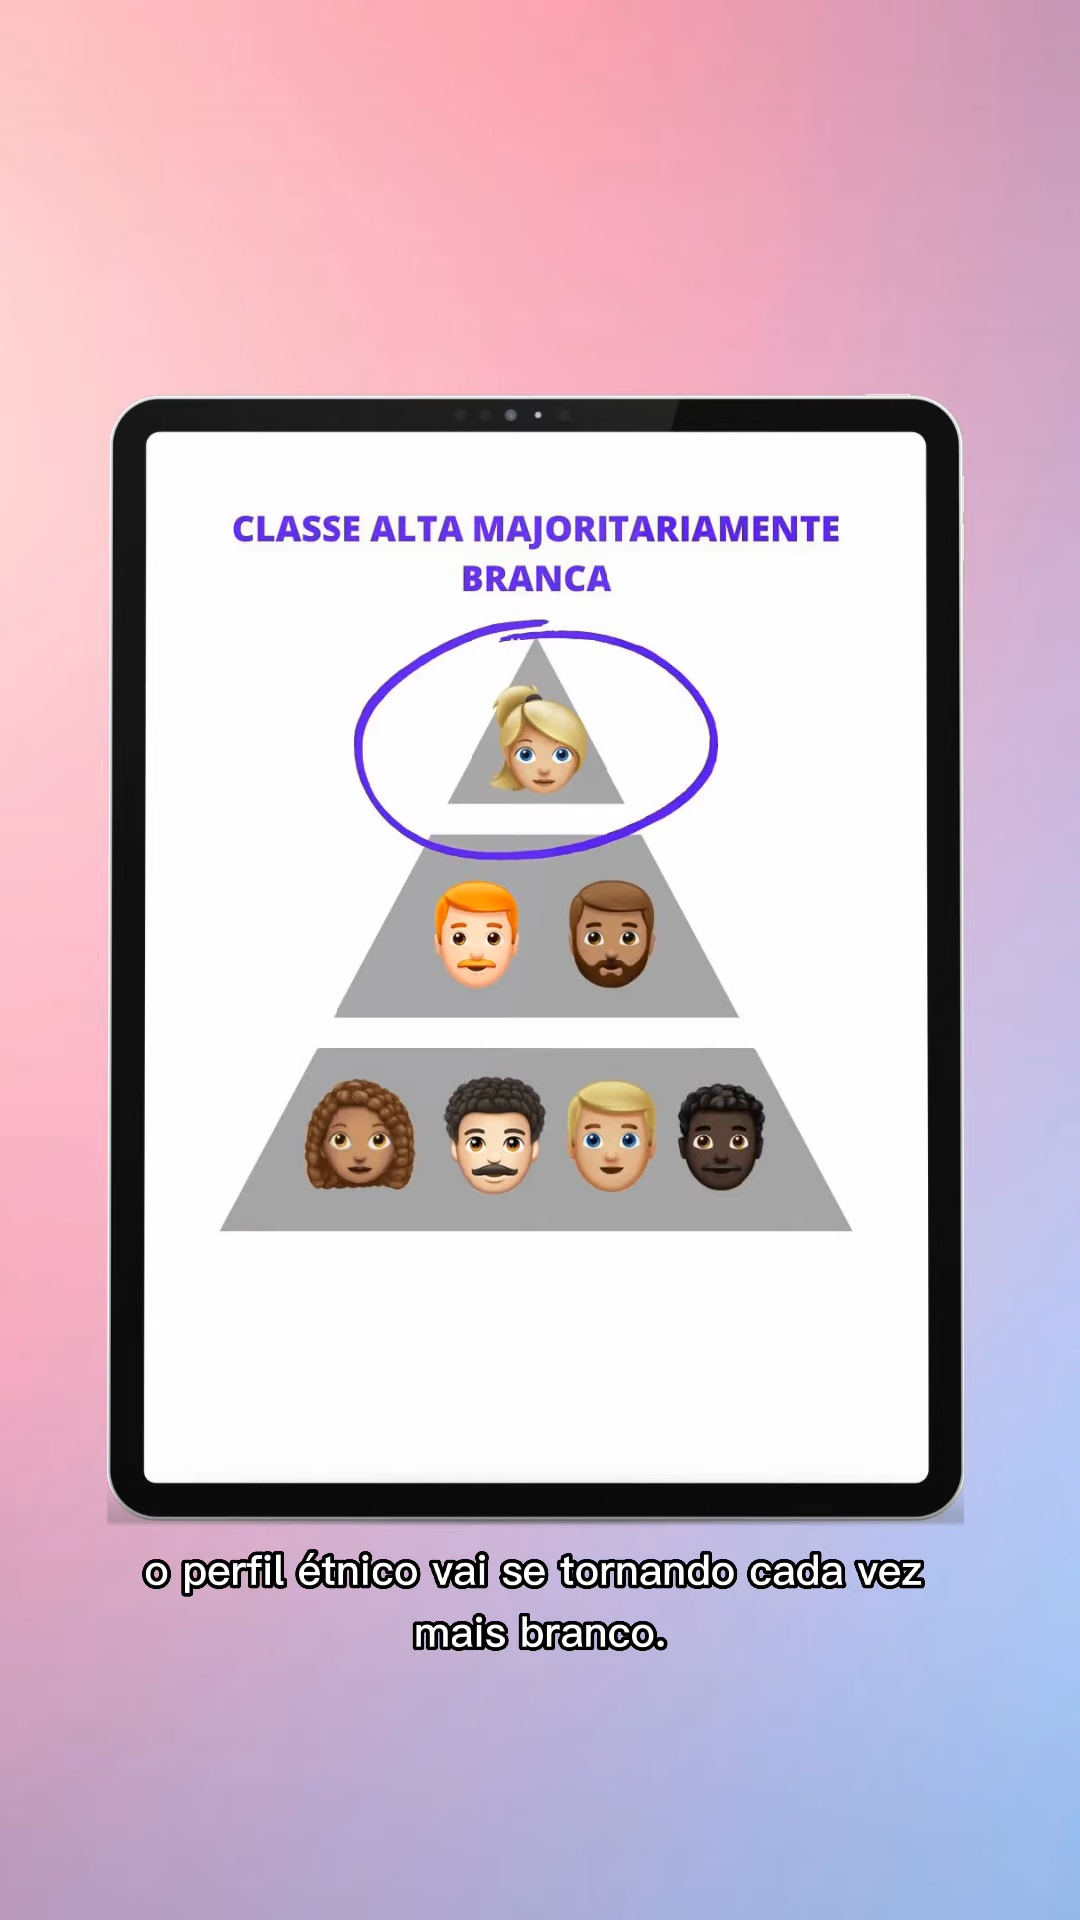 CLASSE ALTA MAJORITARIAMENTE
BRANCA
o perfil étnico vai se tornando cada vez
mais branco.